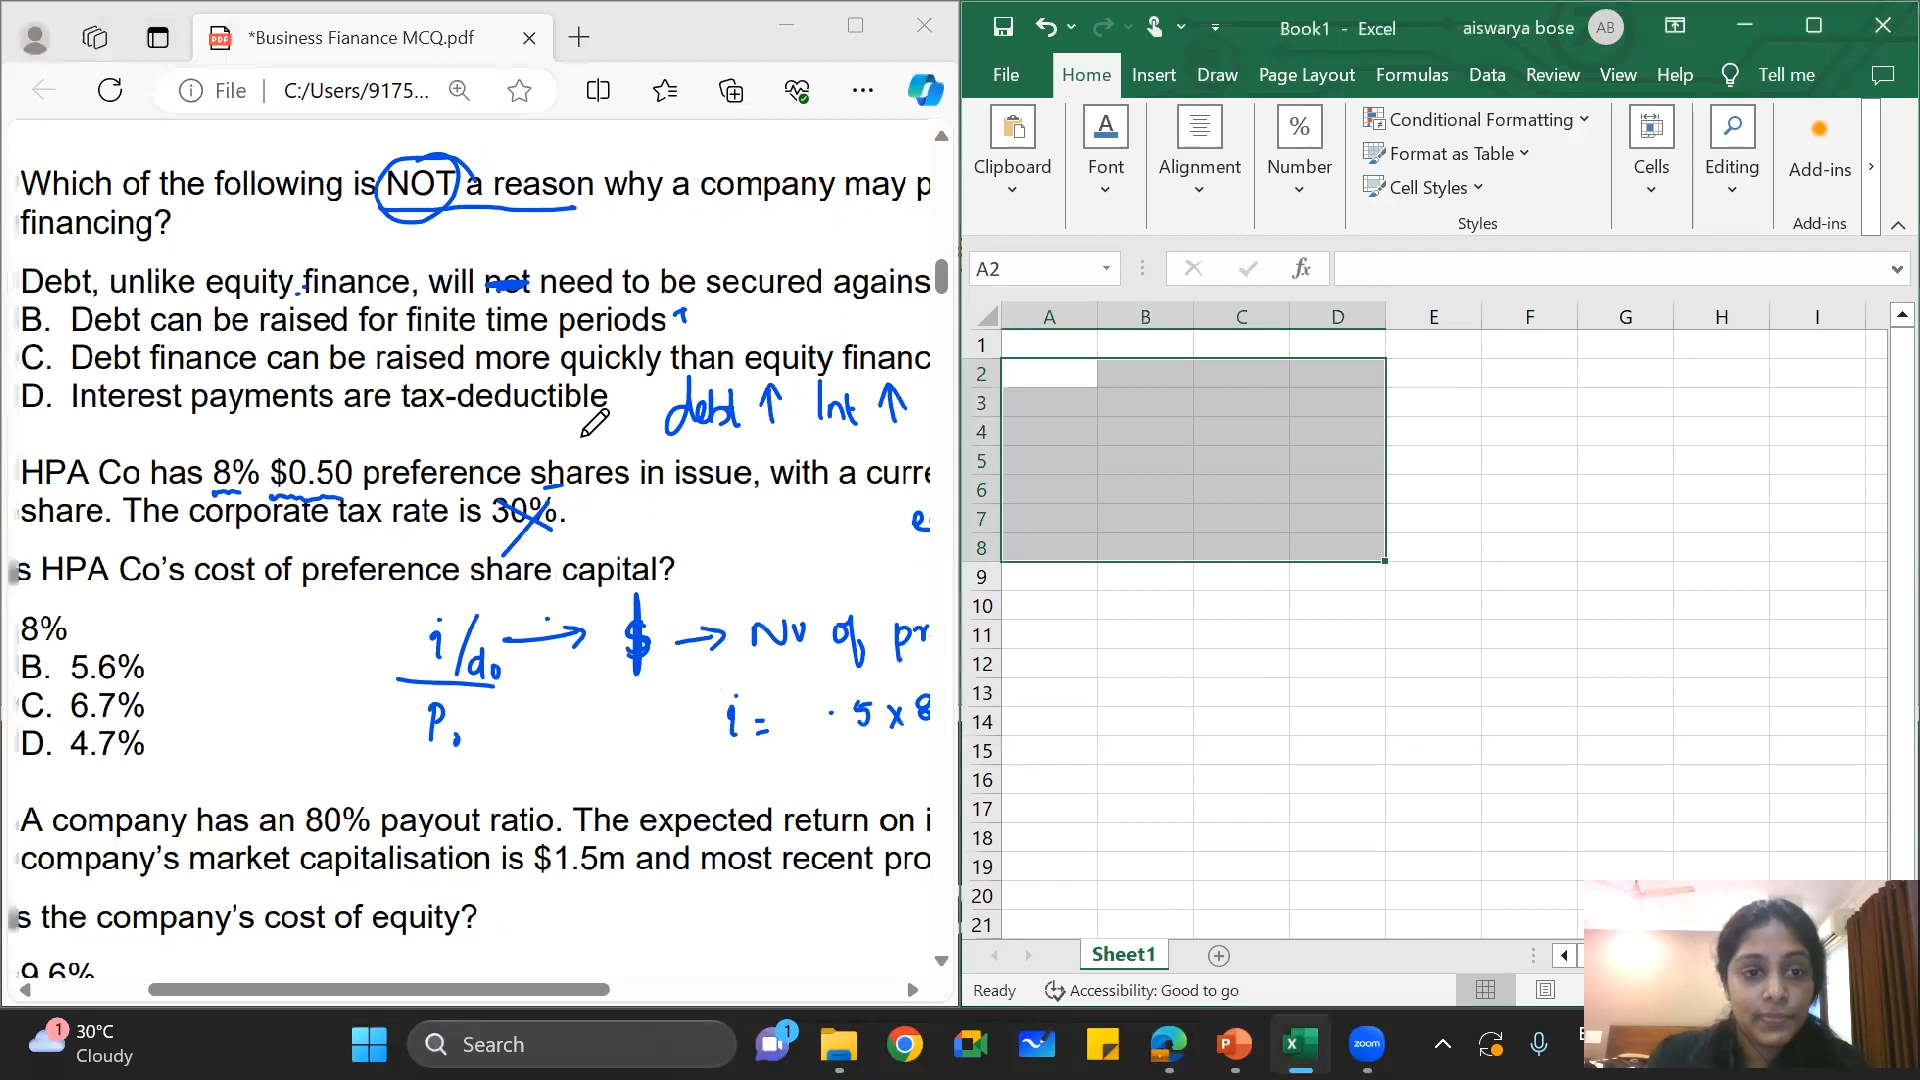 *Business Fianance MCQ.pdf
File
C:/Users/9175...
Which of the following is NOT a reason why a company may p
financing?
Debt, unlike equity finance, will not need to be secured agains
B. Debt can be raised for finite time periods
C. Debt finance can be raised more quickly than equity financ
D. Interest payments are tax-deductible
debt ↑ Int ↑
HPA Co has 8% $0.50 preference shares in issue, with a curre
share. The corporate tax rate is 30%.
s HPA Co's cost of preference share capital?
8%
B. 5.6%
C. 6.7%
D. 4.7%
i/d₀ → $ → NV of pr
P₀
i = .5 x 8
A company has an 80% payout ratio. The expected return on i
company's market capitalisation is $1.5m and most recent pro
s the company's cost of equity?
9.6%
Book1 - Excel
aiswarya bose
AB
File Home Insert Draw Page Layout Formulas Data Review View Help Tell me
Clipboard
Font
Alignment
Number
Conditional Formatting
Format as Table
Cell Styles
Styles
Cells
Editing
Add-ins
Add-ins
A2
fx
A B C D E F G H I
1
2
3
4
5
6
7
8
9
10
11
12
13
14
15
16
17
18
19
20
21
Sheet1
Ready
Accessibility: Good to go
1
30°C
Cloudy
Search
1
zoom